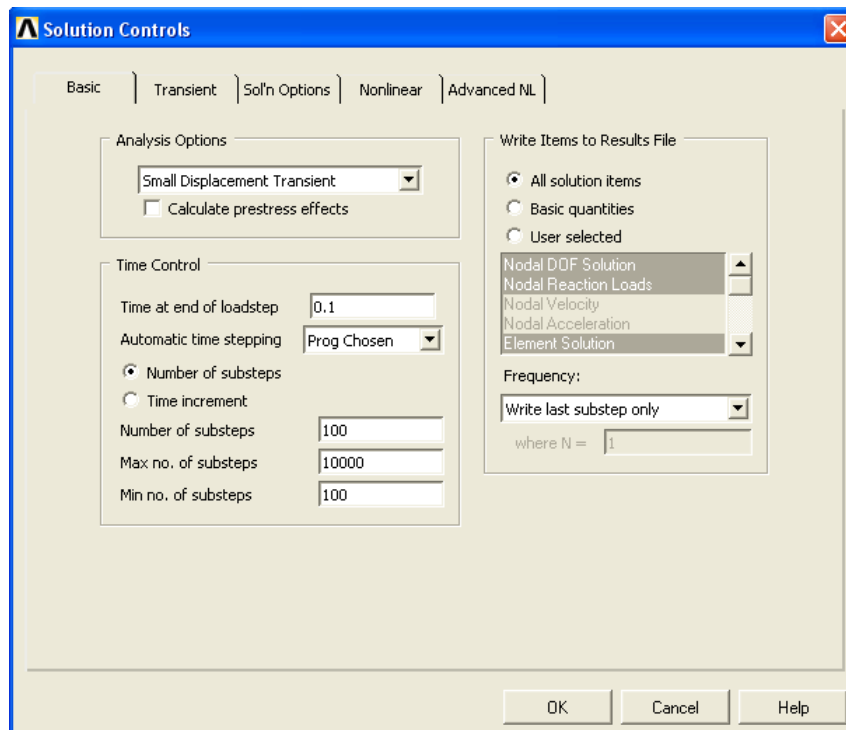 Solution Controls
Basic
Transient
Sol'n Options
Nonlinear
Advanced NL
Analysis Options
Small Displacement Transient
Calculate prestress effects
Time Control
Time at end of loadstep 0.1
Automatic time stepping Prog Chosen
Number of substeps
Time increment
Number of substeps 100
Max no. of substeps 10000
Min no. of substeps 100
Write Items to Results File
All solution items
Basic quantities
User selected
Nodal DOF Solution
Nodal Reaction Loads
Nodal Velocity
Nodal Acceleration
Element Solution
Frequency:
Write last substep only
where N = 1
OK
Cancel
Help